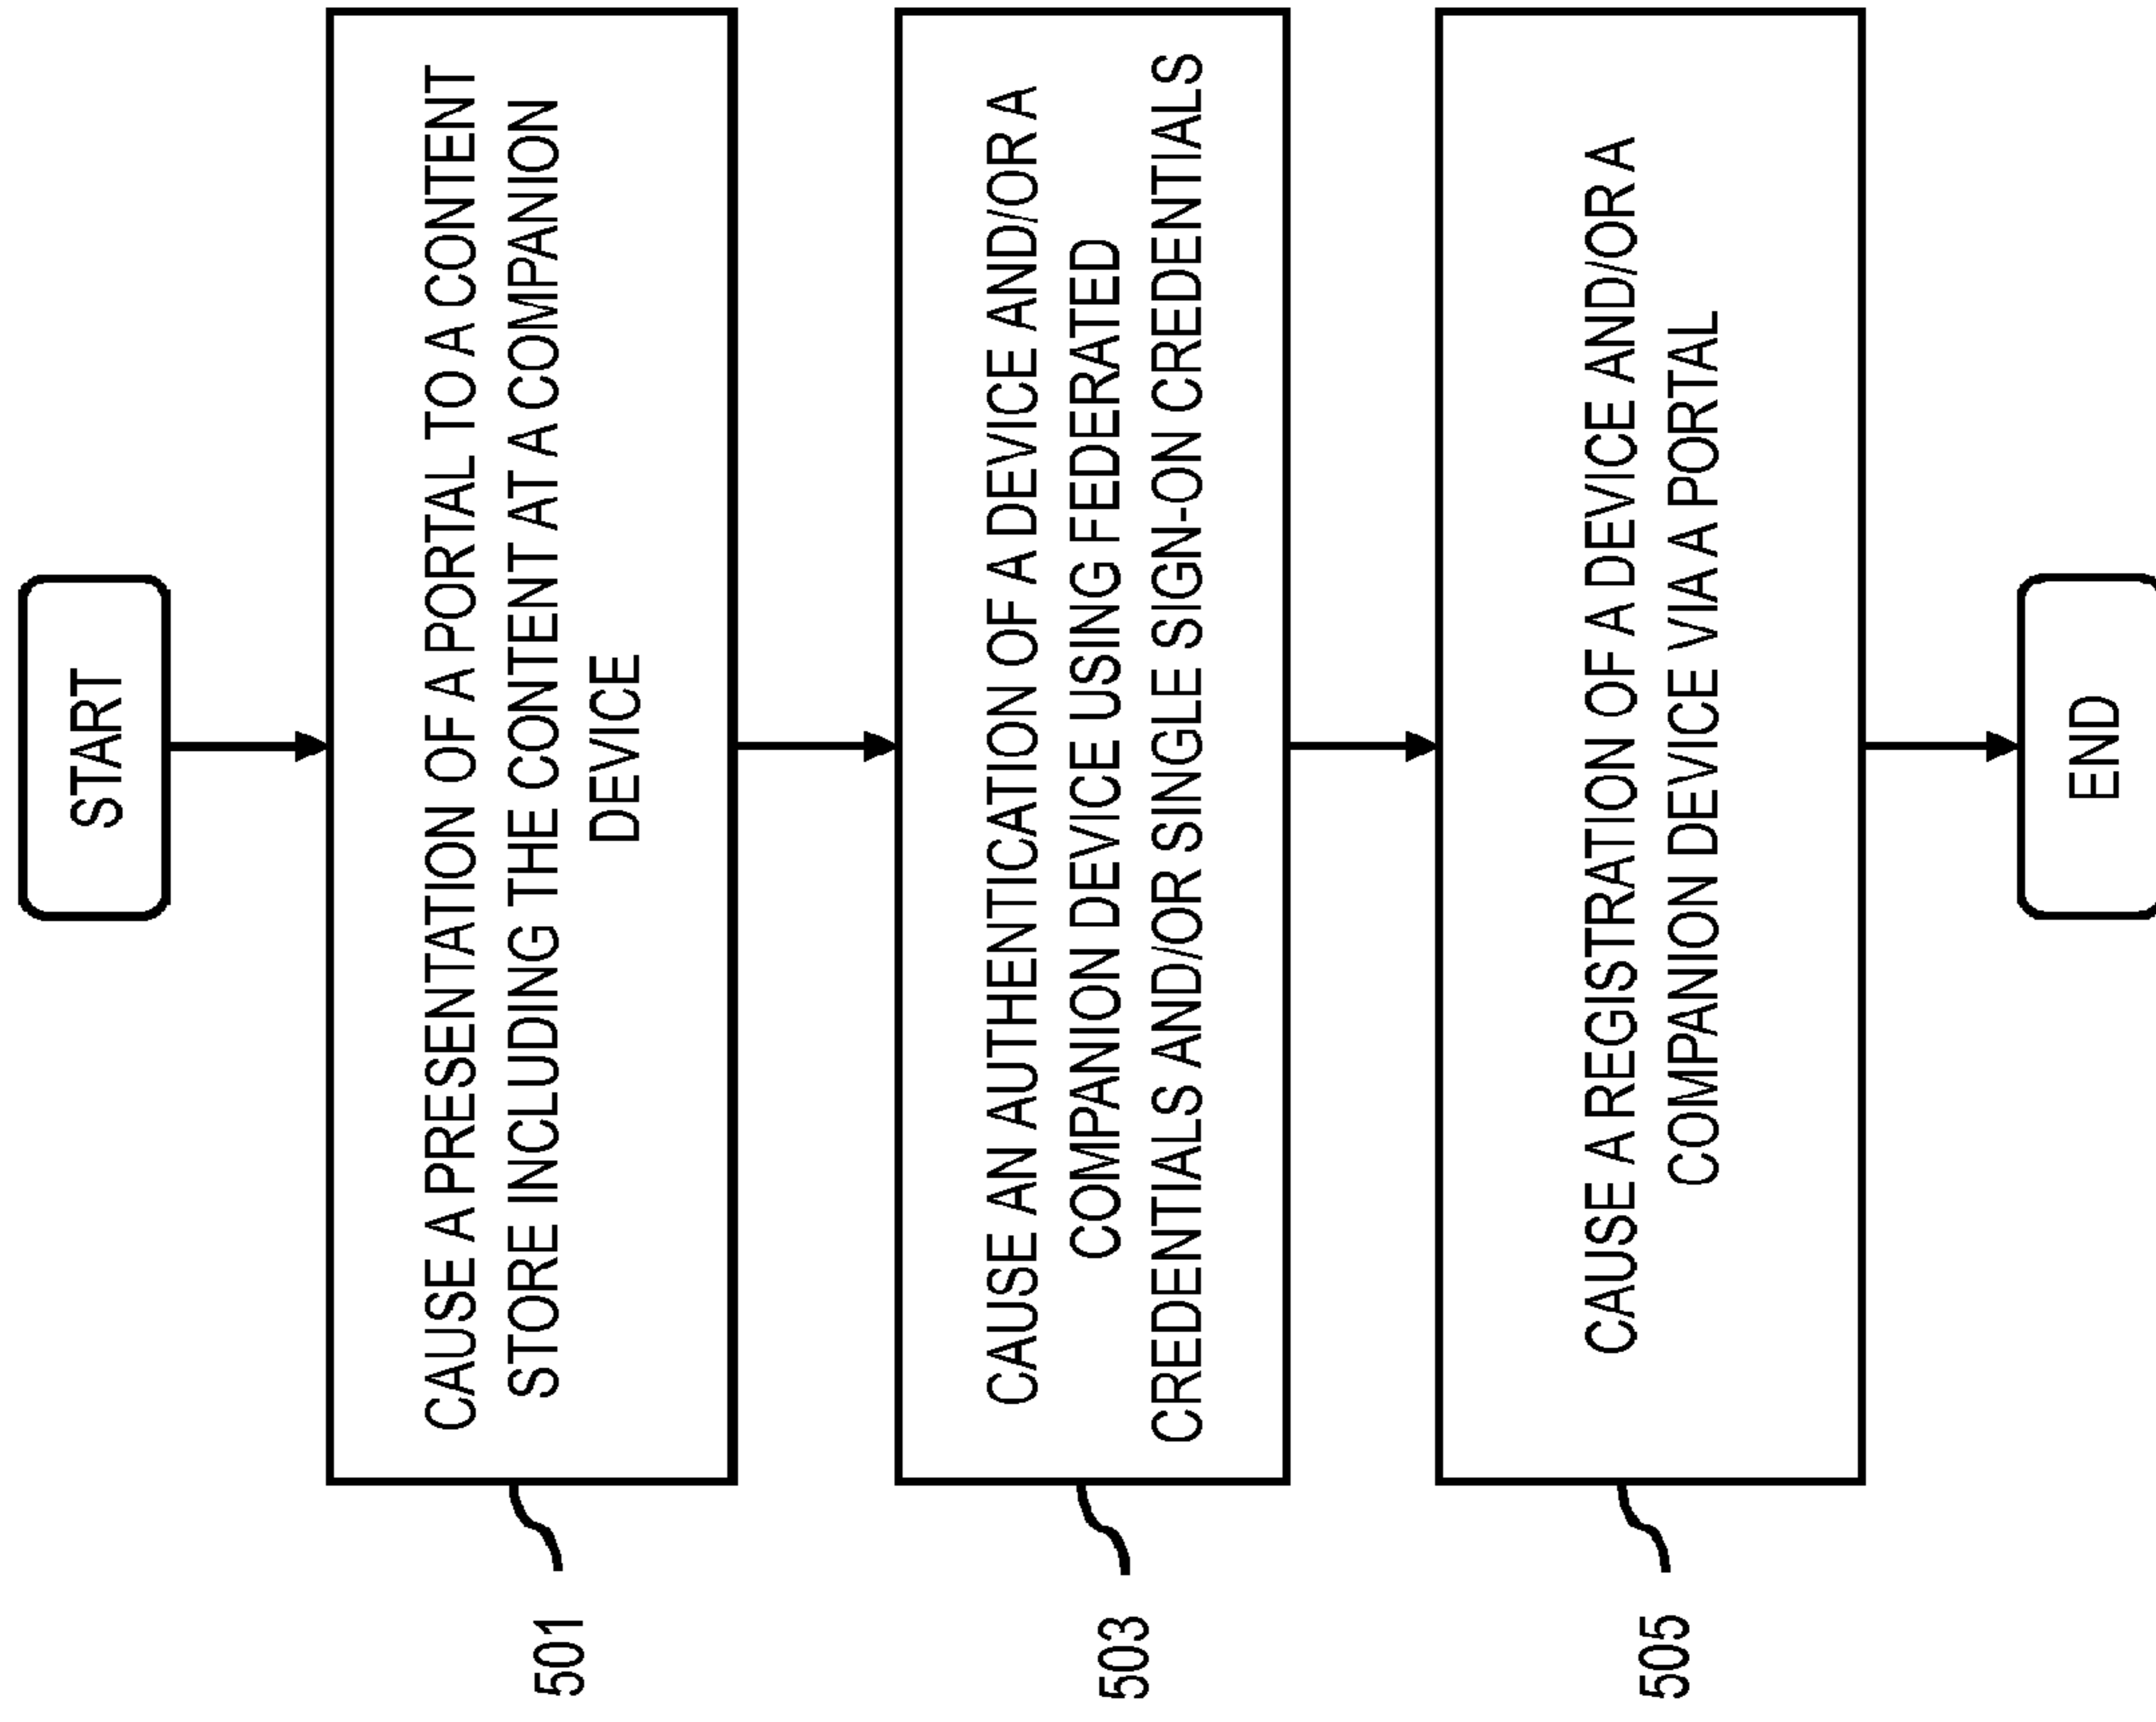 START
CAUSE A PRESENTATION OF A PORTAL TO A CONTENT
STORE INCLUDING THE CONTENT AT A COMPANION
DEVICE
501
CAUSE AN AUTHENTICATION OF A DEVICE AND/OR A
COMPANION DEVICE USING FEDERATED
CREDENTIALS AND/OR SINGLE SIGN-ON CREDENTIALS
503
CAUSE A REGISTRATION OF A DEVICE AND/OR A
COMPANION DEVICE VIA A PORTAL
505
END